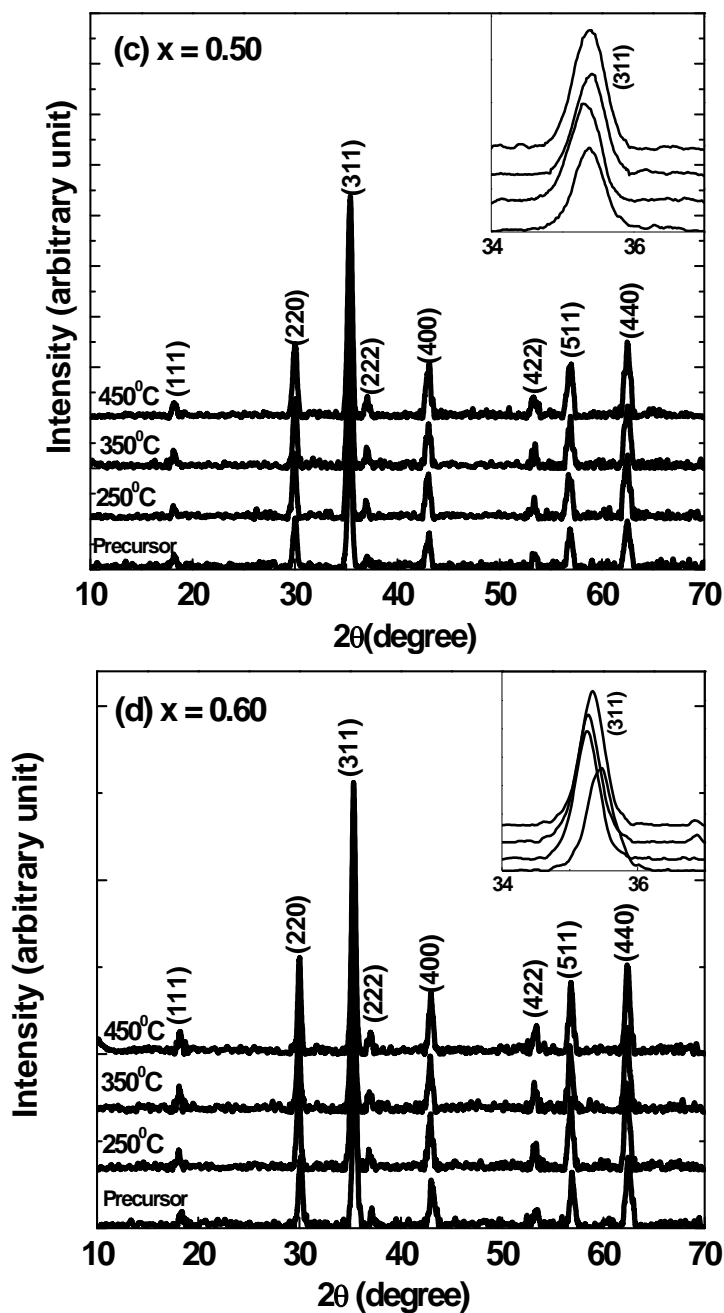 (c) x = 0.50
(311)
34 36
Intensity (arbitrary unit)
(111)
(220)
(311)
(222)
(400)
(422)
(511)
(440)
450⁰C
350⁰C
250⁰C
Precursor
10 20 30 40 50 60 70
2θ(degree)
(d) x = 0.60
(311)
34 36
Intensity (arbitrary unit)
(111)
(220)
(311)
(222)
(400)
(422)
(511)
(440)
450⁰C
350⁰C
250⁰C
Precursor
10 20 30 40 50 60 70
2θ (degree)